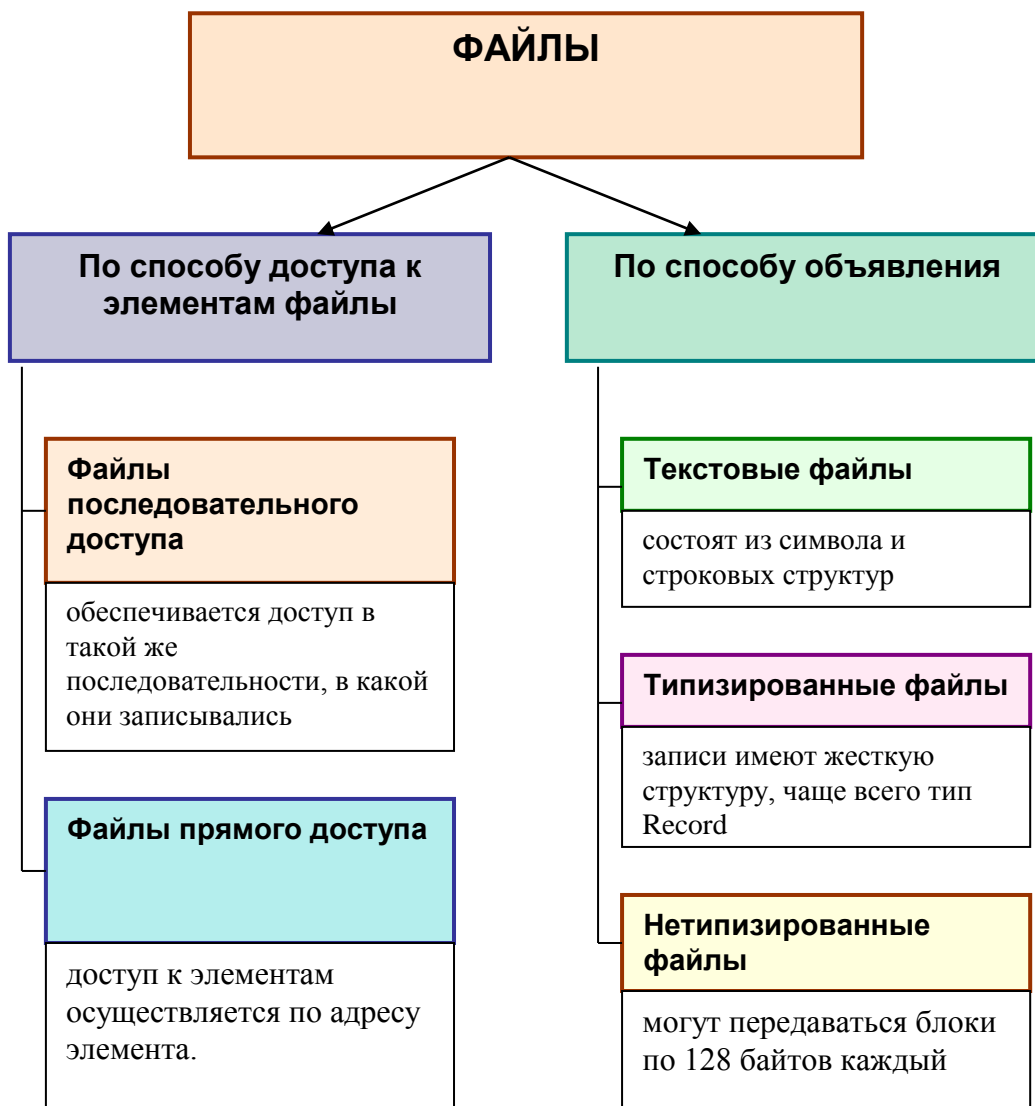 ФАЙЛЫ
По способу доступа к
элементам файлы
Файлы
последовательного
доступа
обеспечивается доступ в
такой же
последовательности, в какой
они записывались
Файлы прямого доступа
доступ к элементам
осуществляется по адресу
элемента.
По способу объявления
Текстовые файлы
состоят из символа и
строковых структур
Типизированные файлы
записи имеют жесткую
структуру, чаще всего тип
Record
Нетипизированные
файлы
могут передаваться блоки
по 128 байтов каждый